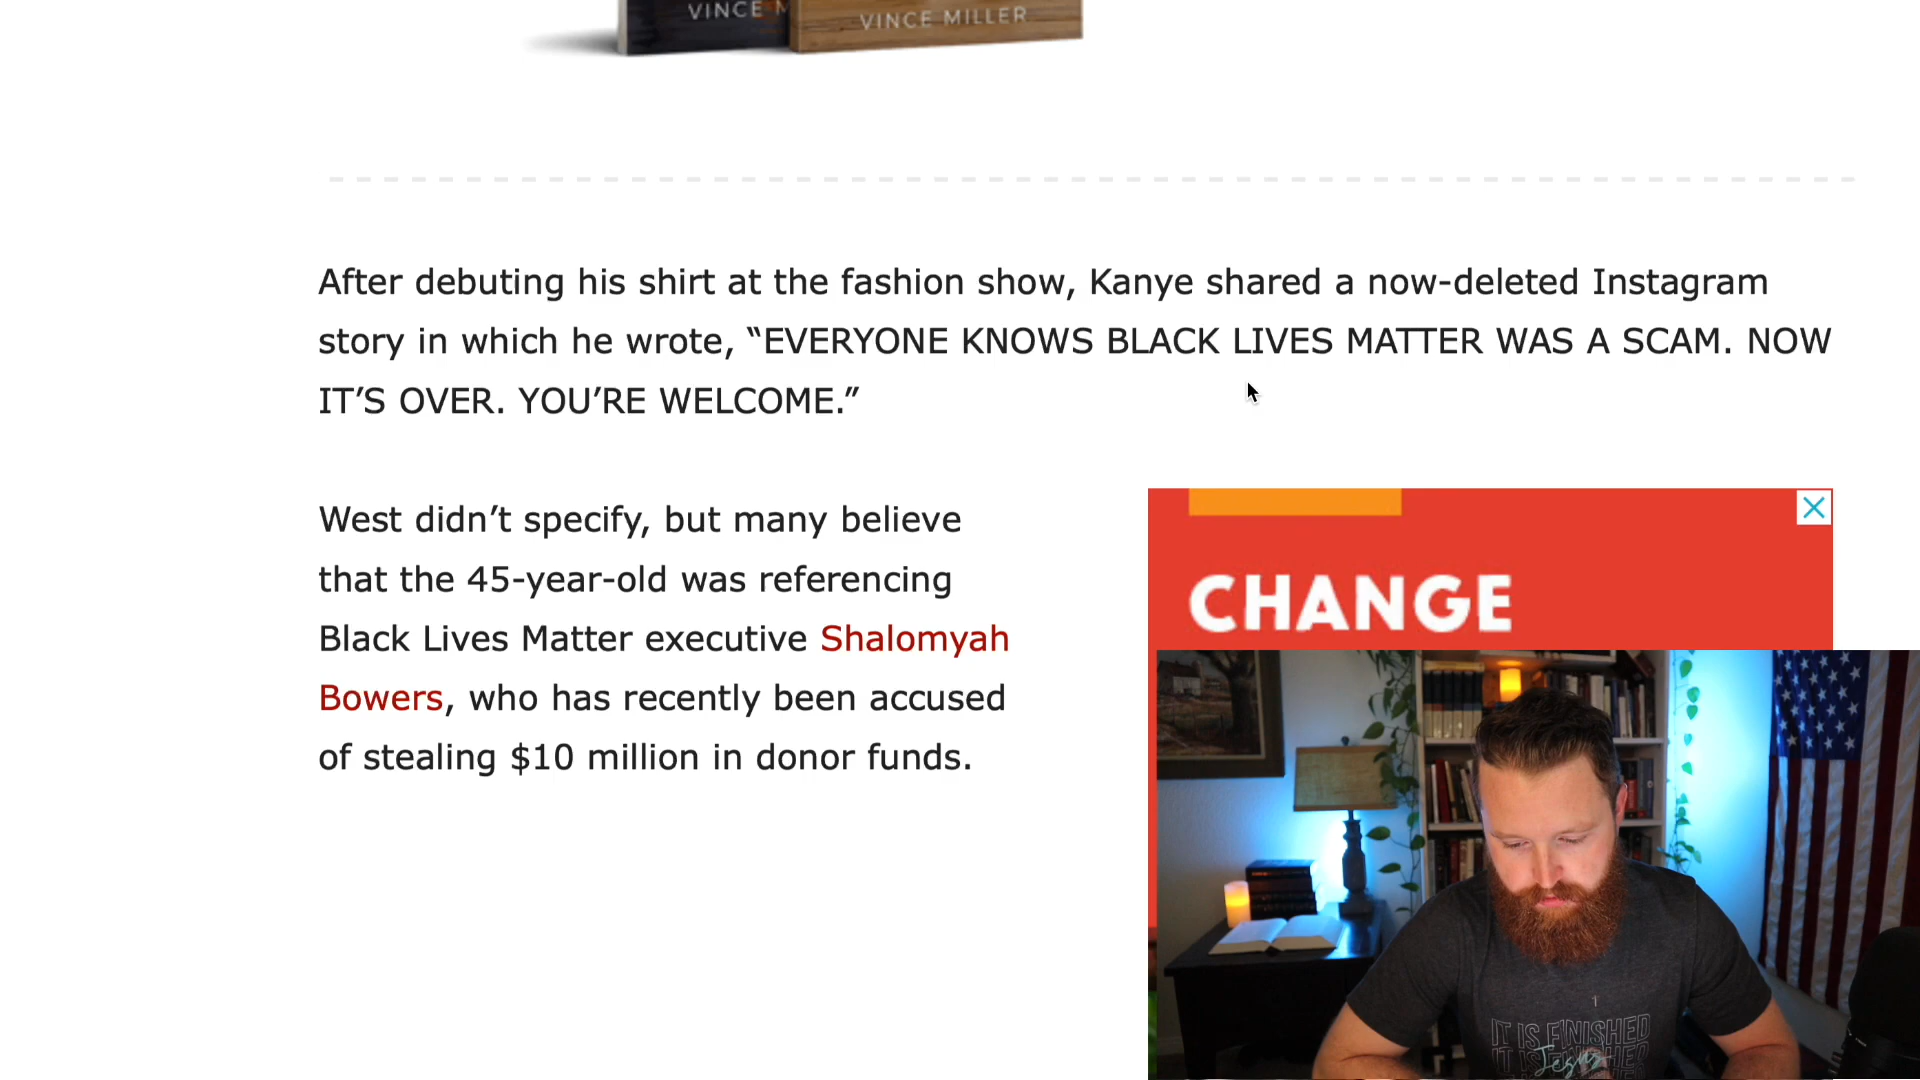 VINCE M
VINCE MILLER
After debuting his shirt at the fashion show, Kanye shared a now-deleted Instagram
story in which he wrote, “EVERYONE KNOWS BLACK LIVES MATTER WAS A SCAM. NOW
IT’S OVER. YOU’RE WELCOME.”
West didn’t specify, but many believe
that the 45-year-old was referencing
Black Lives Matter executive Shalomyah
Bowers, who has recently been accused
of stealing $10 million in donor funds.
CHANGE
IT IS FINISHED
Jesus